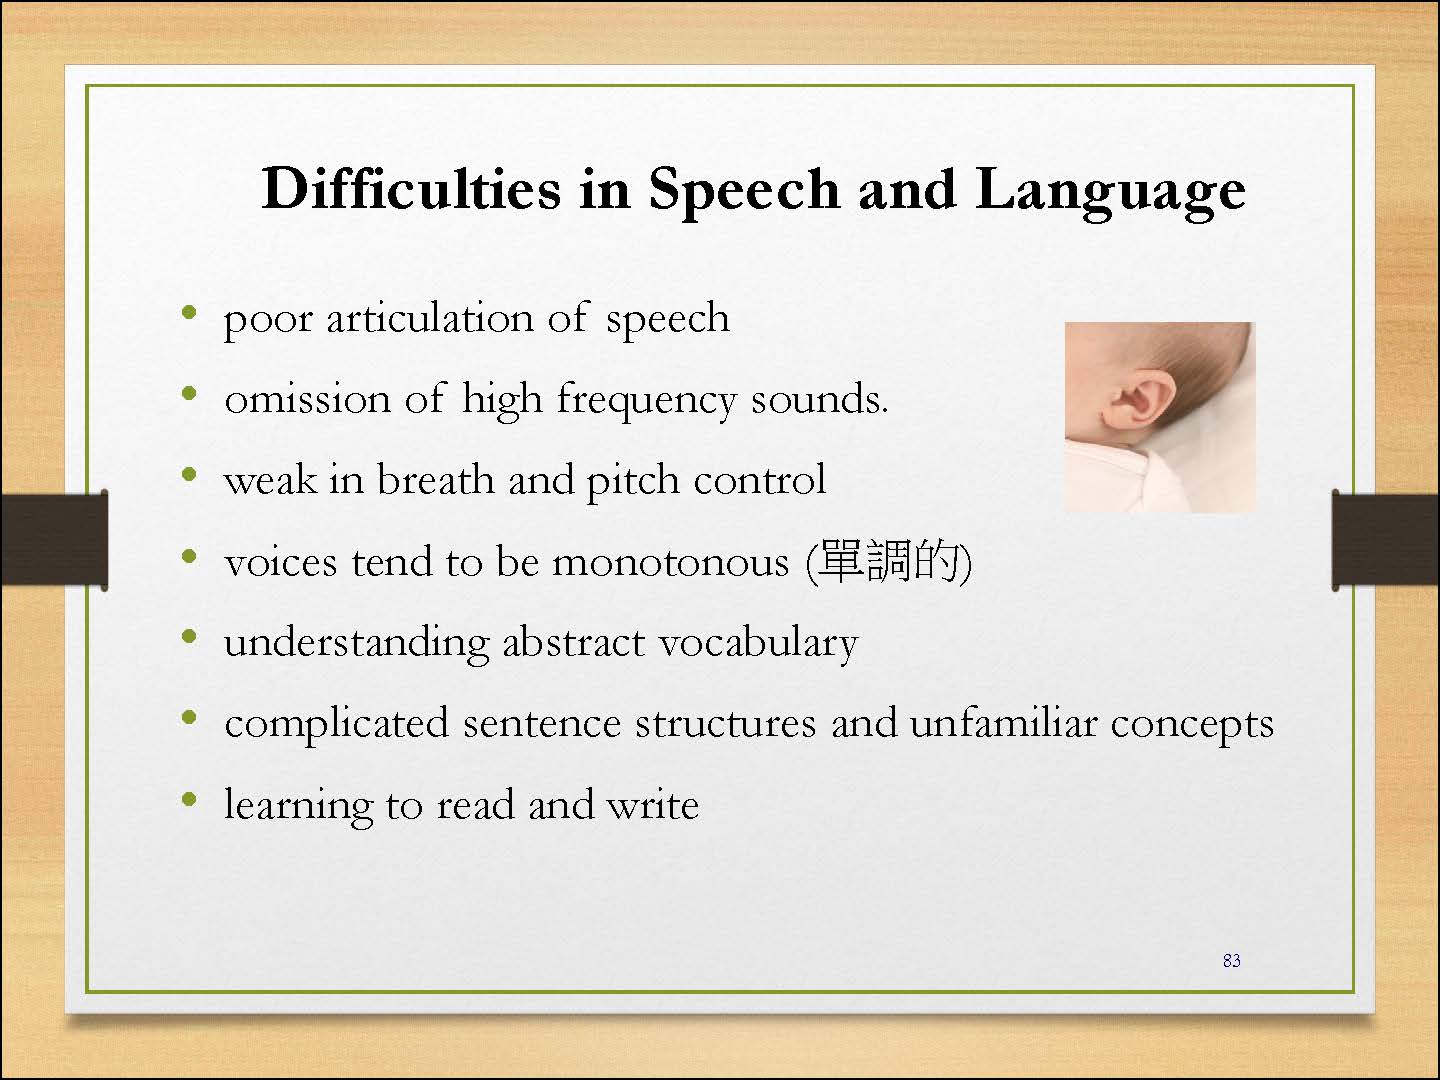 Difficulties in Speech and Language
• poor articulation of speech
• omission of high frequency sounds.
• weak in breath and pitch control
• voices tend to be monotonous (單調的)
• understanding abstract vocabulary
• complicated sentence structures and unfamiliar concepts
• learning to read and write
83